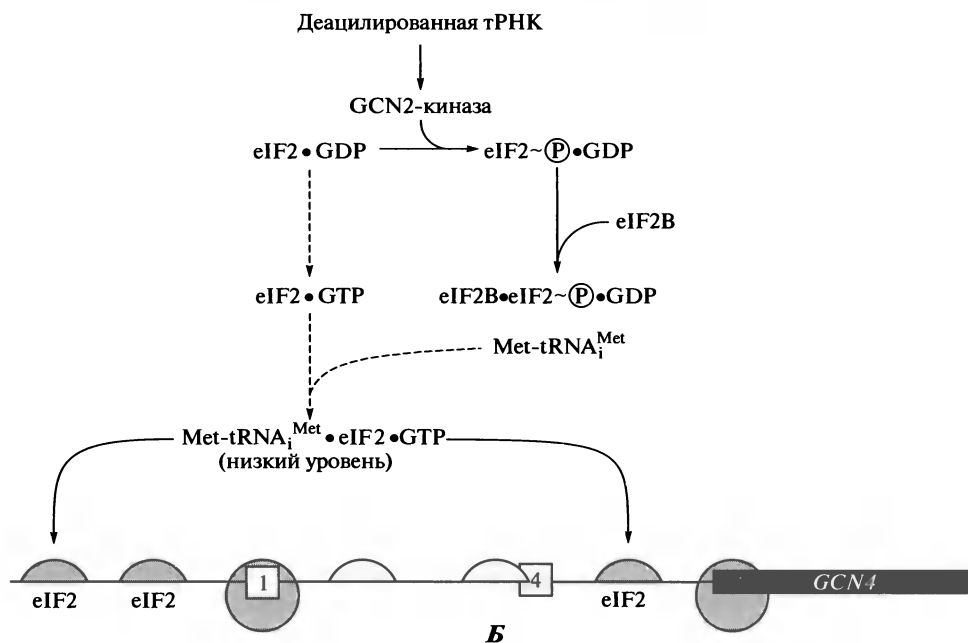 Деацилированная тРНК
GCN2-киназа
eIF2•GDP
eIF2~Ⓟ•GDP
eIF2B
eIF2•GTP
eIF2B•eIF2~Ⓟ•GDP
Met-tRNAᵢᴹᵉᵗ
Met-tRNAᵢᴹᵉᵗ•eIF2•GTP
(низкий уровень)
1
4
GCN4
eIF2
eIF2
eIF2
Б